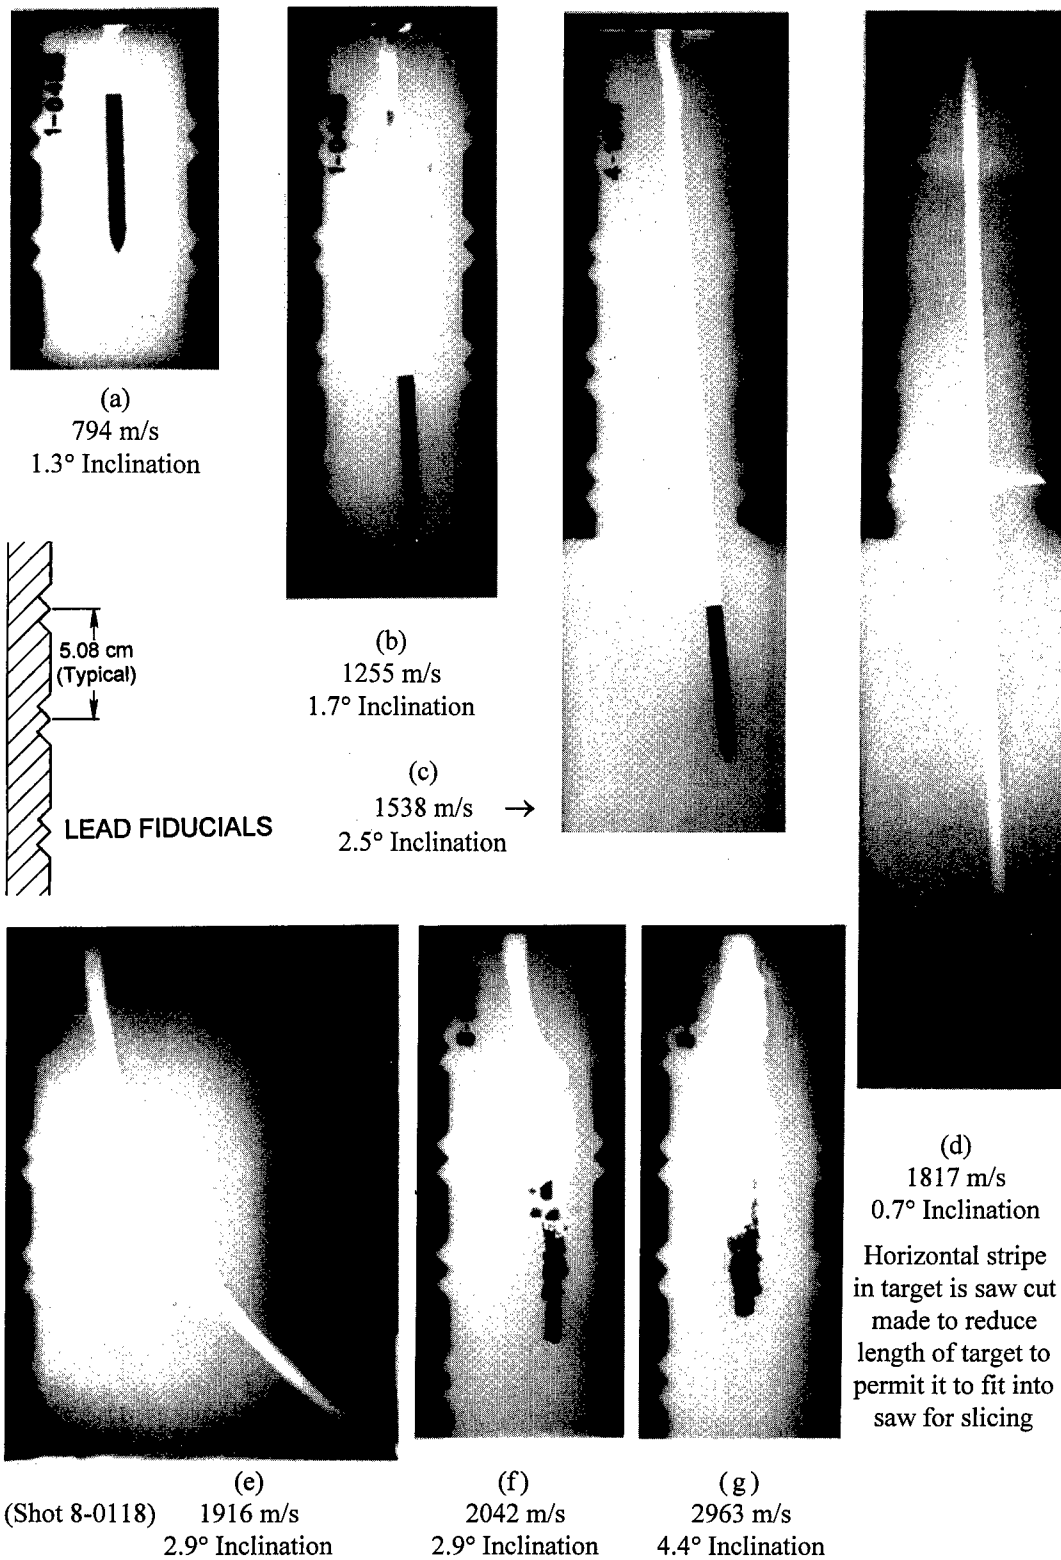 (a)
794 m/s
1.3° Inclination
5.08 cm
(Typical)
LEAD FIDUCIALS
(b)
1255 m/s
1.7° Inclination
(c)
1538 m/s →
2.5° Inclination
(d)
1817 m/s
0.7° Inclination
Horizontal stripe
in target is saw cut
made to reduce
length of target to
permit it to fit into
saw for slicing
(e)
(Shot 8-0118) 1916 m/s
2.9° Inclination
(f)
2042 m/s
2.9° Inclination
(g)
2963 m/s
4.4° Inclination